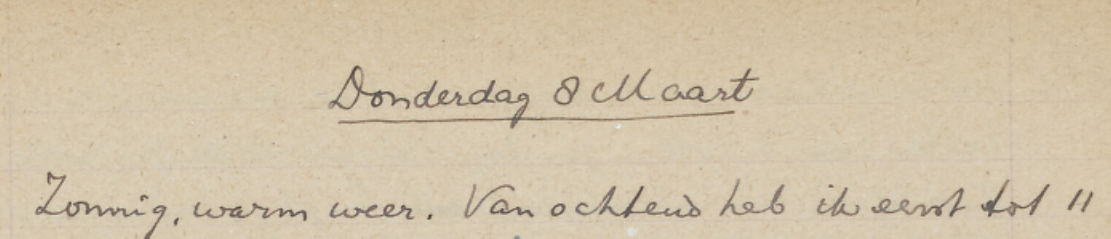 Donderdag 8 Maart
Zonnig, warm weer. Van ochtend heb ik eerst tot 11